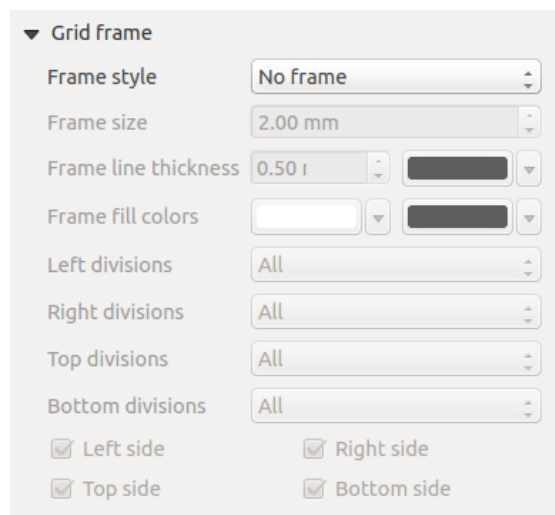 Grid frame
Frame style No frame
Frame size 2.00 mm
Frame line thickness 0.50
Frame fill colors
Left divisions All
Right divisions All
Top divisions All
Bottom divisions All
Left side Right side
Top side Bottom side